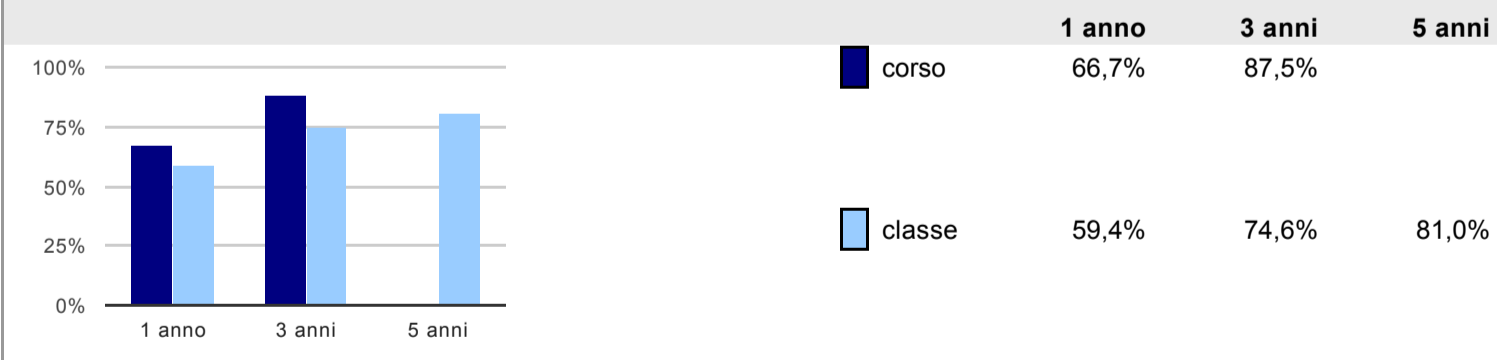 1 anno 3 anni 5 anni
100%
75%
50%
25%
0%
1 anno 3 anni 5 anni
corso 66,7% 87,5%
classe 59,4% 74,6% 81,0%